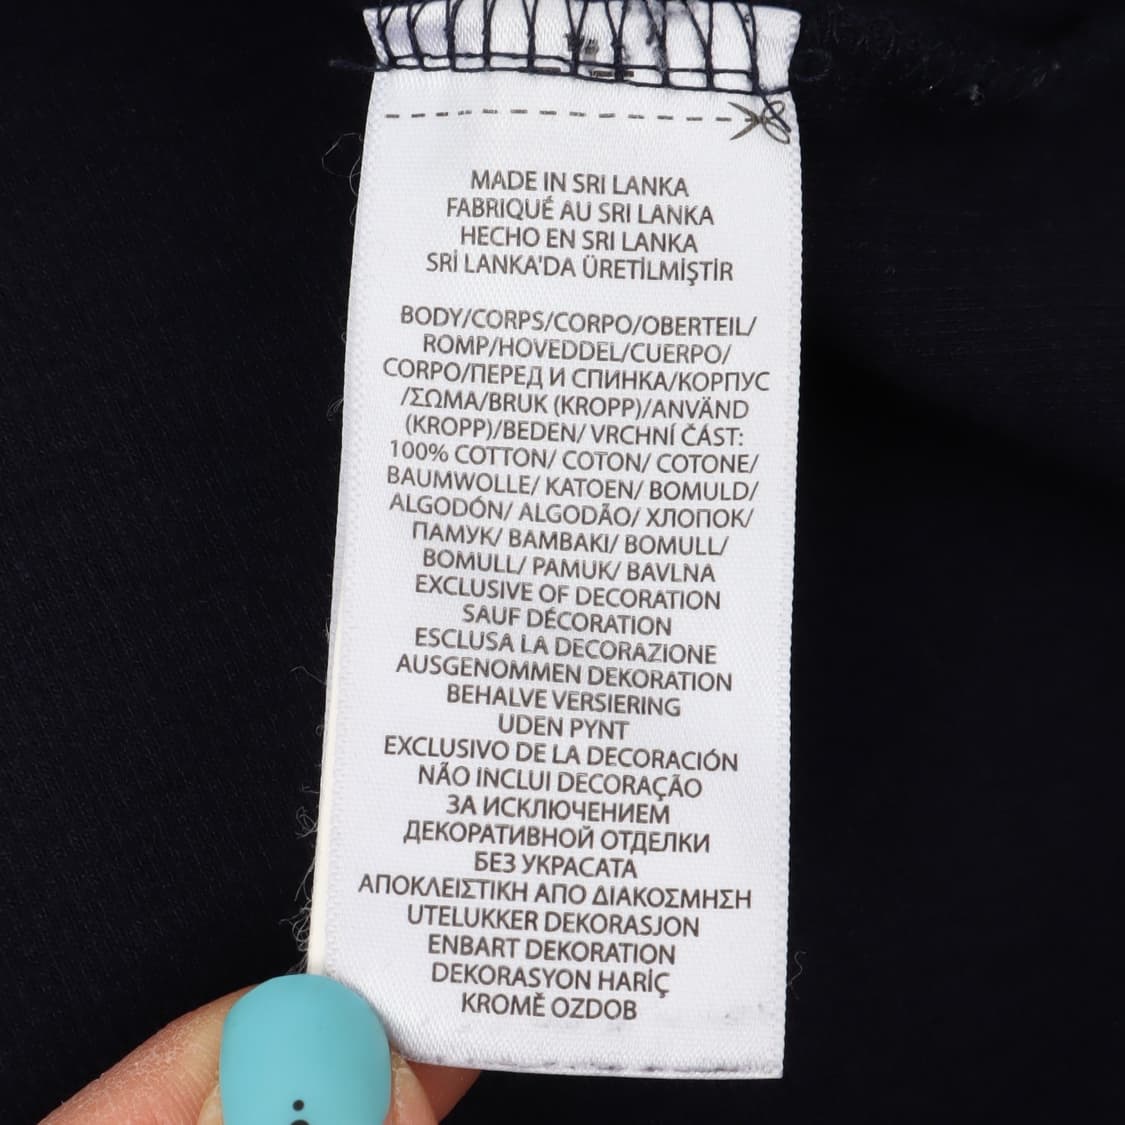 MADE IN SRI LANKA
FABRIQUÉ AU SRI LANKA
HECHO EN SRI LANKA
SRİ LANKA'DA ÜRETİLMİŞTİR
BODY/CORPS/CORPO/OBERTEIL/
ROMP/HOVEDDEL/CUERPO/
CORPO/ПЕРЕД И СПИНКА/КОРПУС
/ΣΩΜΑ/BRUK (KROPP)/ANVÄND
(KROPP)/BEDEN/ VRCHNÍ ČÁST:
100% COTTON/ COTON/ COTONE/
BAUMWOLLE/ KATOEN/ BOMULD/
ALGODÓN/ ALGODÃO/ ХЛОПОК/
ПАМУК/ ΒΑΜΒΑΚΙ/ BOMULL/
BOMULL/ PAMUK/ BAVLNA
EXCLUSIVE OF DECORATION
SAUF DÉCORATION
ESCLUSA LA DECORAZIONE
AUSGENOMMEN DEKORATION
BEHALVE VERSIERING
UDEN PYNT
EXCLUSIVO DE LA DECORACIÓN
NÃO INCLUI DECORAÇÃO
ЗА ИСКЛЮЧЕНИЕМ
ДЕКОРАТИВНОЙ ОТДЕЛКИ
БЕЗ УКРАСАТА
ΑΠΟΚΛΕΙΣΤΙΚΗ ΑΠΟ ΔΙΑΚΟΣΜΗΣΗ
UTELUKKER DEKORASJON
ENBART DEKORATION
DEKORASYON HARİÇ
KROMĚ OZDOB